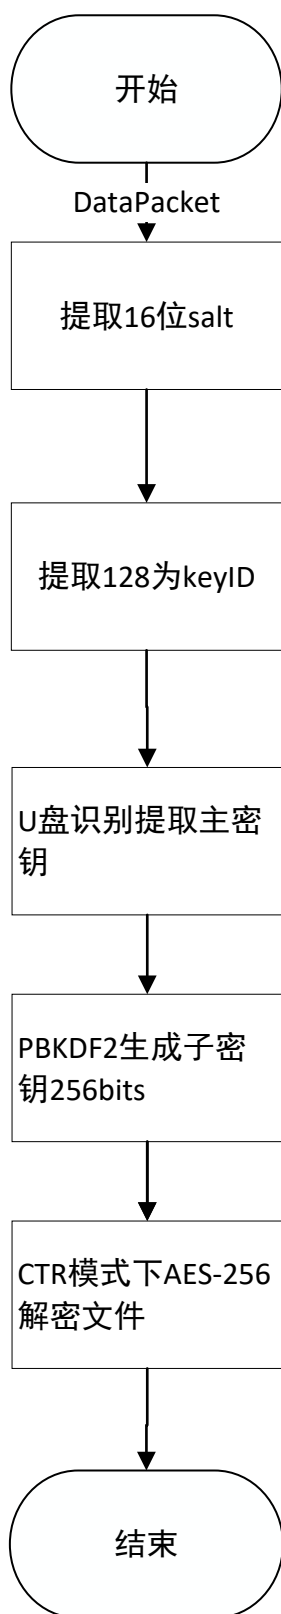 开始
DataPacket
提取16位salt
提取128为keyID
U盘识别提取主密
钥
PBKDF2生成子密
钥256bits
CTR模式下AES-256
解密文件
结束